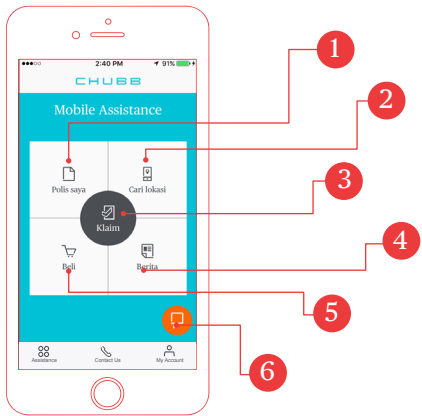 1
2:40 PM
91%
CHUBB
2
Mobile Assistance
3
Polis saya
Cari lokasi
Klaim
4
Beli
Berita
5
6
Assistance
Contact Us
My Account